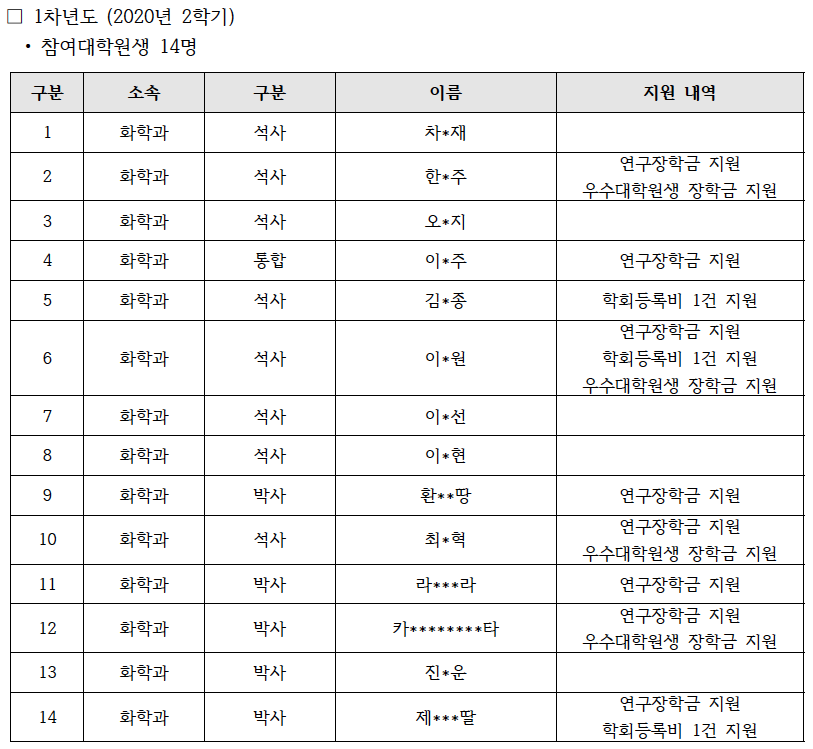 □ 1차년도 (2020년 2학기)
• 참여대학원생 14명
구분 소속 구분 이름 지원 내역
1 화학과 석사 차*재
2 화학과 석사 한*주 연구장학금 지원
우수대학원생 장학금 지원
3 화학과 석사 오*지
4 화학과 통합 이*주 연구장학금 지원
5 화학과 석사 김*종 학회등록비 1건 지원
6 화학과 석사 이*원 연구장학금 지원
학회등록비 1건 지원
우수대학원생 장학금 지원
7 화학과 석사 이*선
8 화학과 석사 이*현
9 화학과 박사 환**땅 연구장학금 지원
10 화학과 석사 최*혁 연구장학금 지원
우수대학원생 장학금 지원
11 화학과 박사 라***라 연구장학금 지원
12 화학과 박사 카********타 연구장학금 지원
우수대학원생 장학금 지원
13 화학과 박사 진*운
14 화학과 박사 제***딸 연구장학금 지원
학회등록비 1건 지원